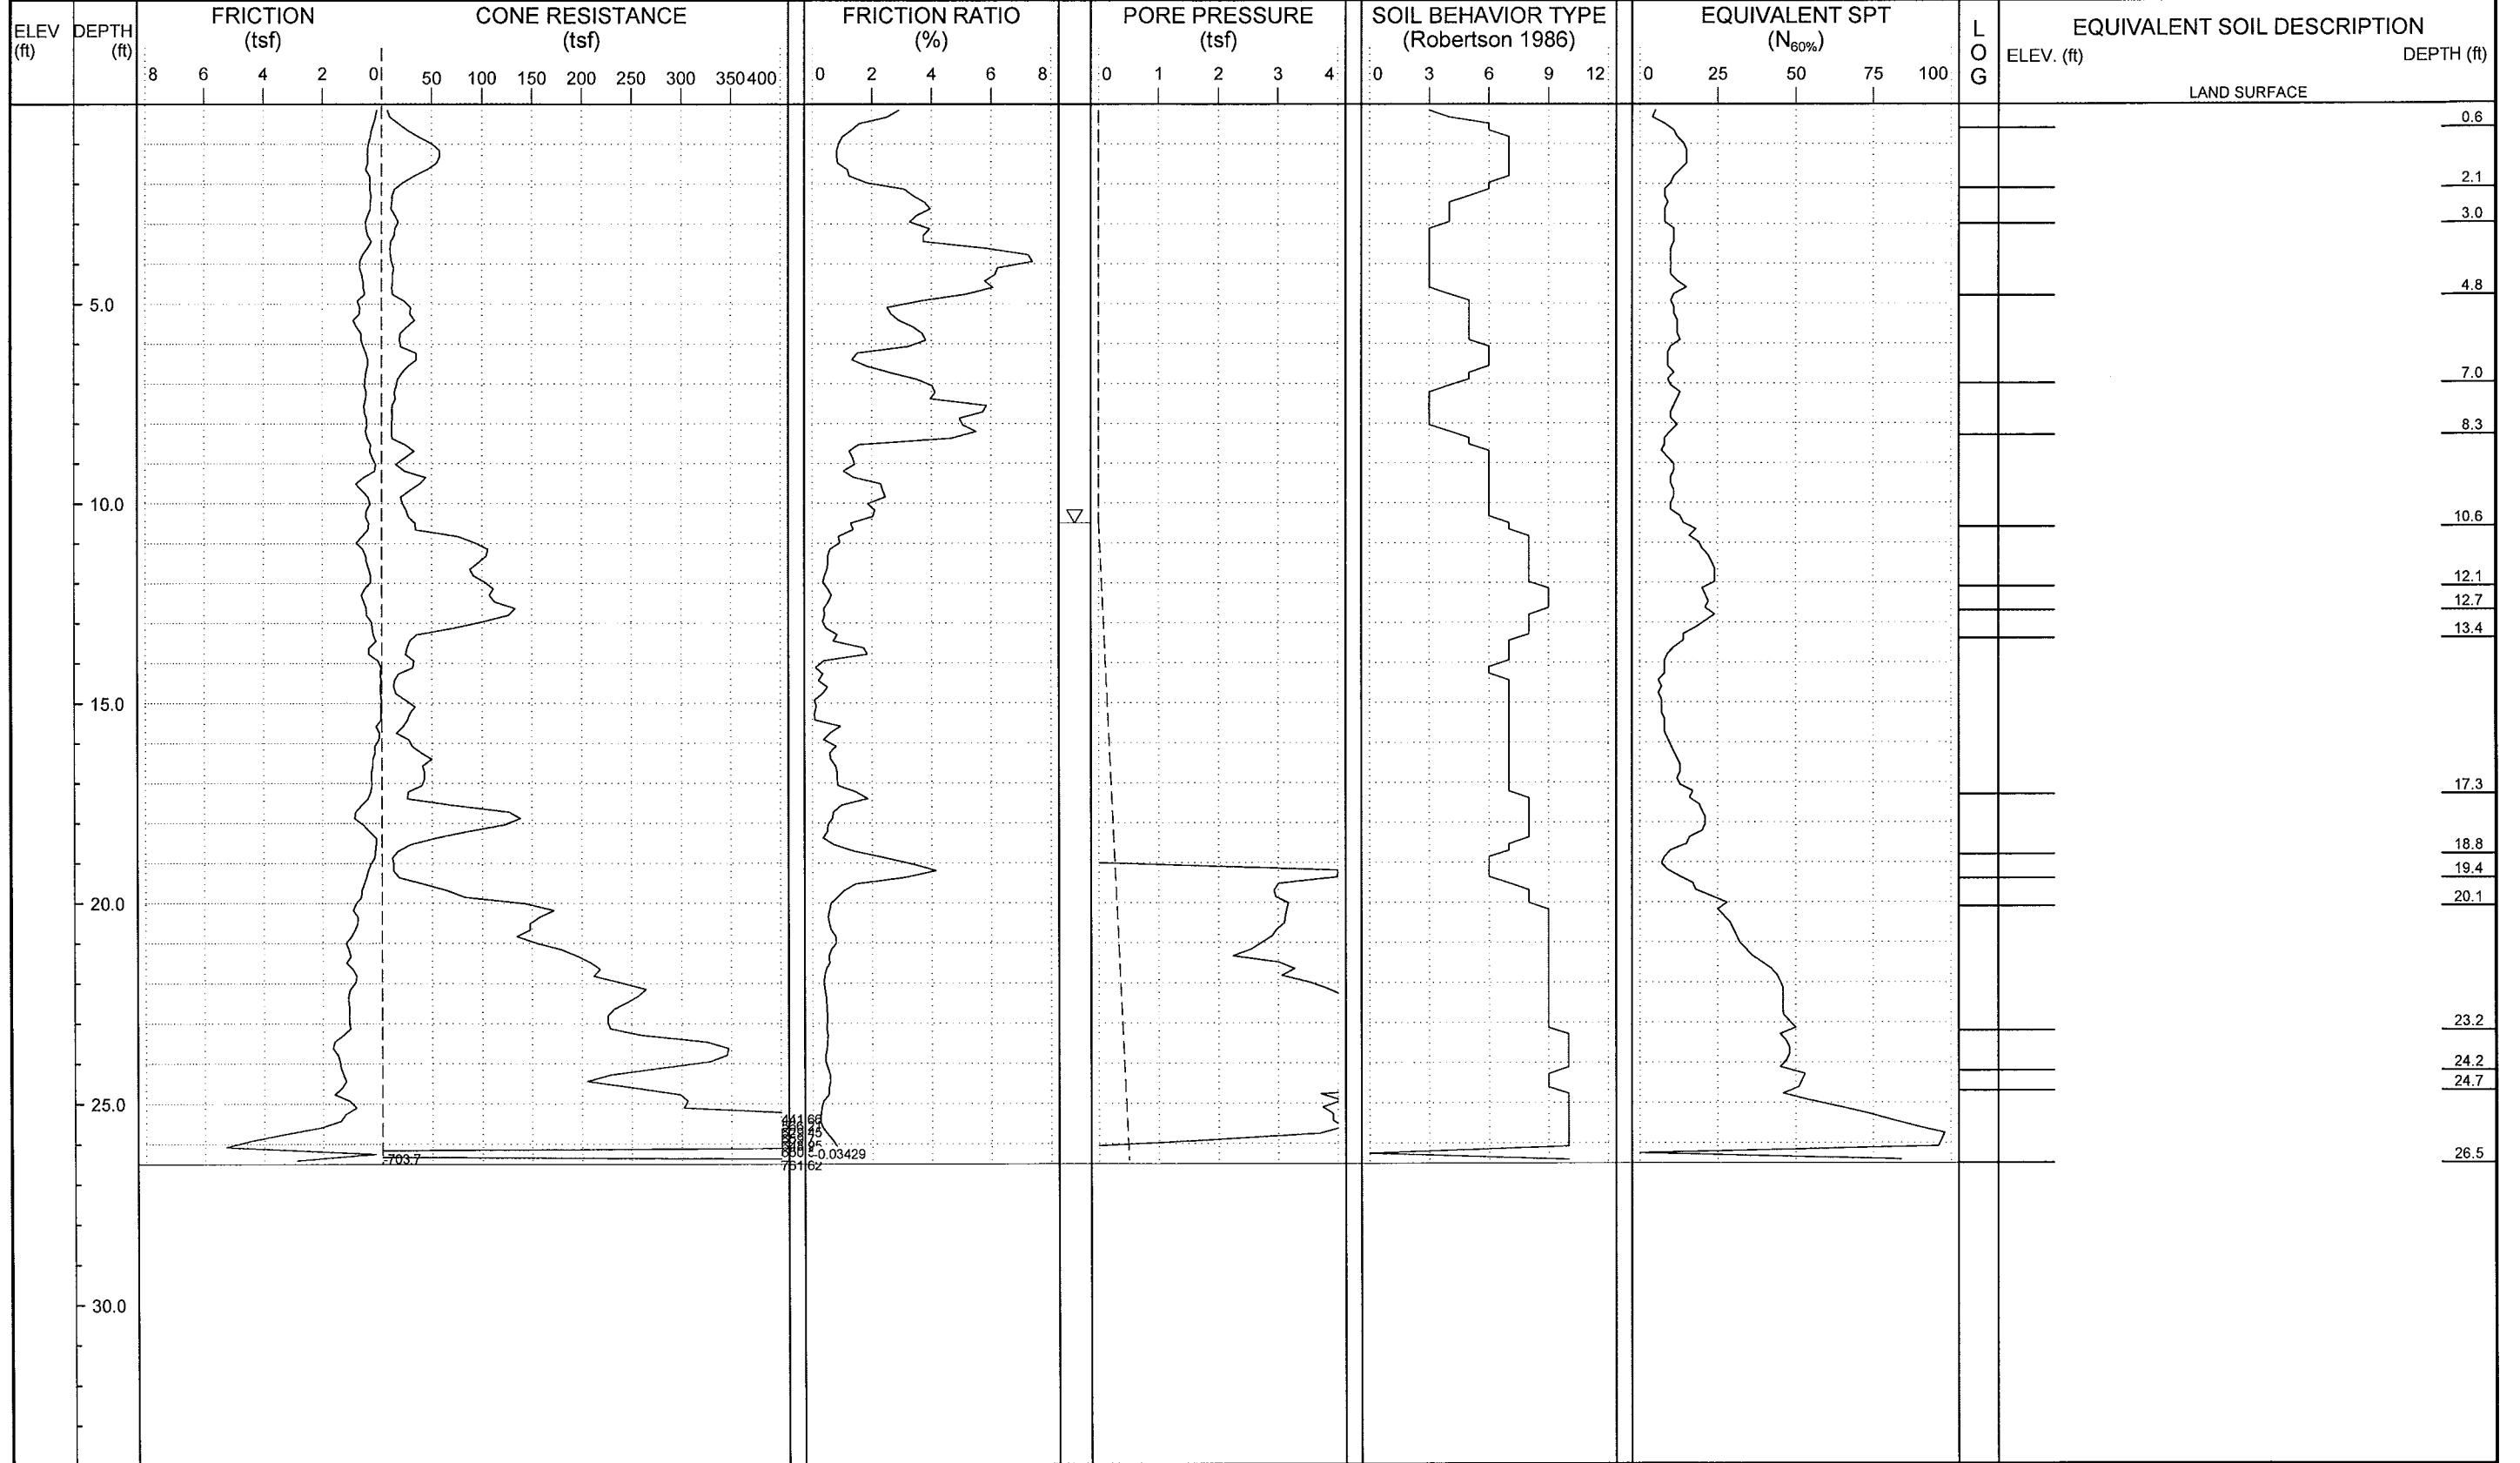 ELEV
(ft)
DEPTH
(ft)
FRICTION
(tsf)
8 6 4 2 0
CONE RESISTANCE
(tsf)
50 100 150 200 250 300 350 400
FRICTION RATIO
(%)
0 2 4 6 8
PORE PRESSURE
(tsf)
0 1 2 3 4
SOIL BEHAVIOR TYPE
(Robertson 1986)
0 3 6 9 12
EQUIVALENT SPT
(N60%)
0 25 50 75 100
L
O
G
EQUIVALENT SOIL DESCRIPTION
ELEV. (ft)
DEPTH (ft)
LAND SURFACE
0.6
2.1
3.0
4.8
5.0
7.0
8.3
10.0
10.6
12.1
12.7
13.4
15.0
17.3
18.8
19.4
20.0
20.1
23.2
24.2
24.7
25.0
441.66
-0.03429
-703.7
761.62
26.5
30.0